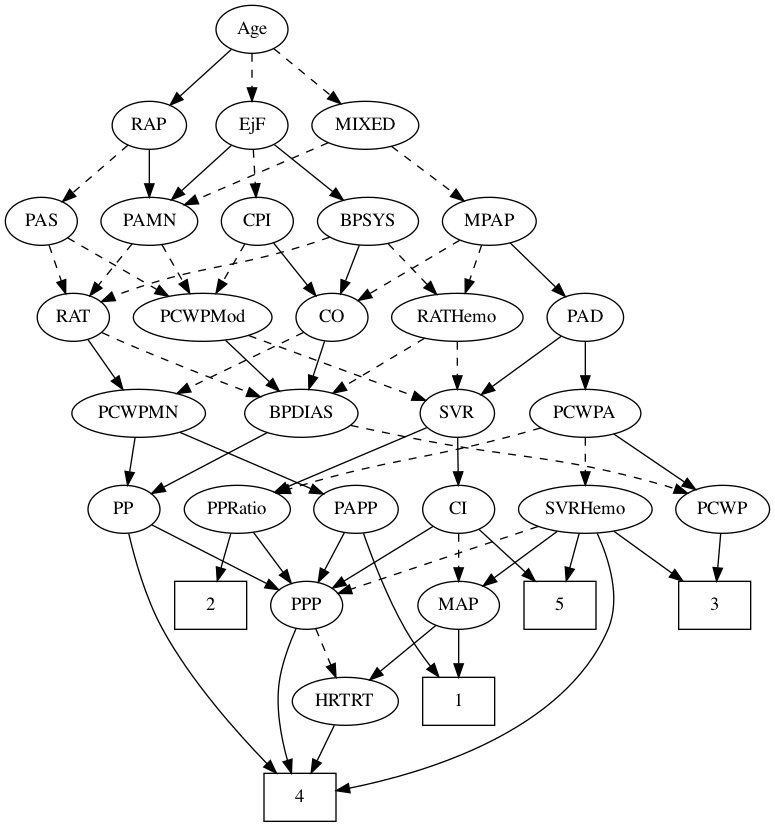 Age
RAP EjF MIXED
PAS PAMN CPI BPSYS MPAP
RAT PCWPMod CO RATHemo PAD
PCWPMN BPDIAS SVR PCWPA
PP PPRatio PAPP CI SVRHemo PCWP
2 PPP MAP 5 3
HRTRT 1
4